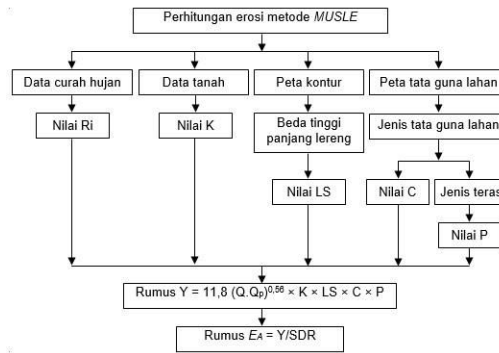 Perhitungan erosi metode MUSLE
Data curah hujan
Data tanah
Peta kontur
Peta tata guna lahan
Nilai Ri
Nilai K
Beda tinggi
panjang lereng
Jenis tata guna lahan
Nilai LS
Nilai C
Jenis teras
Nilai P
Rumus Y = 11,8 (Q.Qp)^0,56 × K × LS × C × P
Rumus EA = Y/SDR